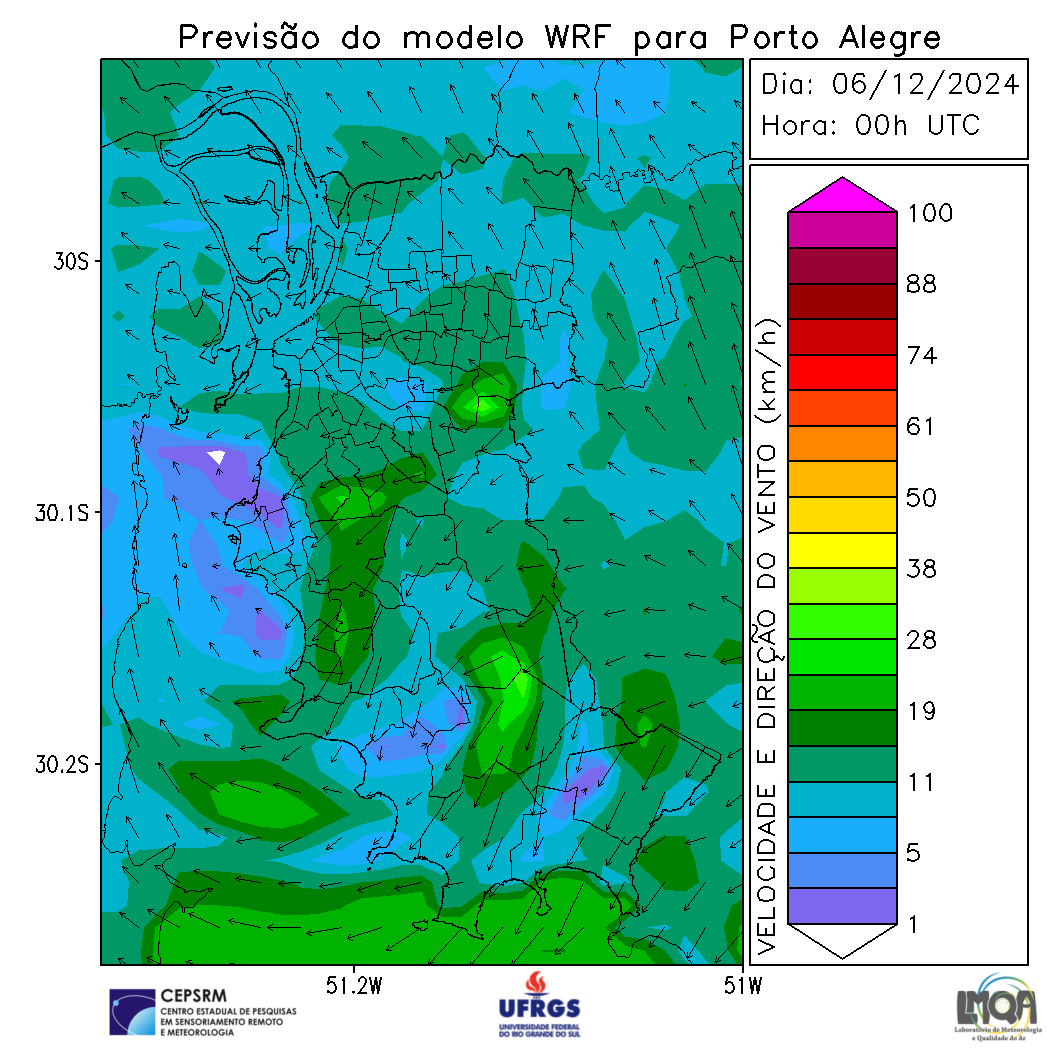 Previsão do modelo WRF para Porto Alegre
Dia: 06/12/2024
Hora: 00h UTC
30S
30.1S
30.2S
51.2W
51W
VELOCIDADE E DIREÇÃO DO VENTO (km/h)
100
88
74
61
50
38
28
19
11
5
1
CEPSRM
CENTRO ESTADUAL DE PESQUISAS
EM SENSORIAMENTO REMOTO
E METEOROLOGIA
UFRGS
UNIVERSIDADE FEDERAL
DO RIO GRANDE DO SUL
LMQA
Laboratório de Meteorologia
e Qualidade do Ar